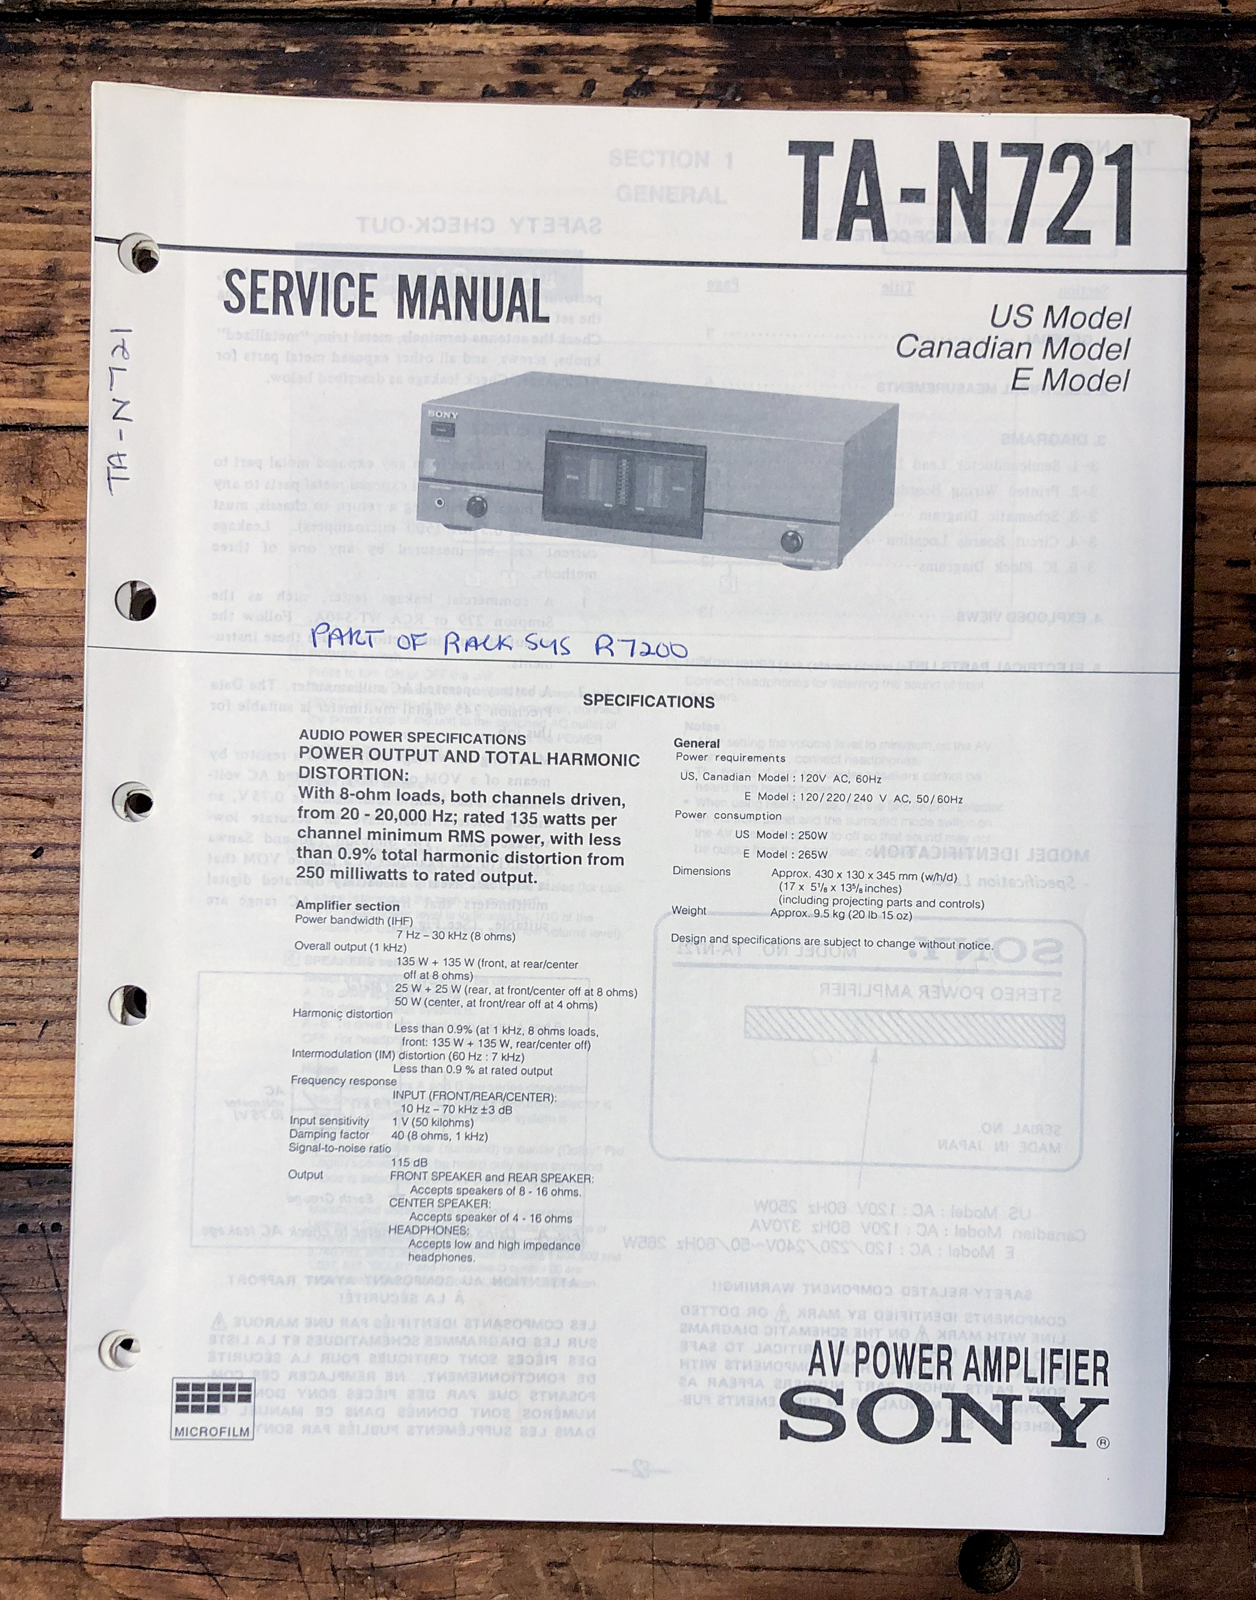 TA-N721
SERVICE MANUAL
US Model
Canadian Model
E Model
TA-N721
SONY
PART OF RACK SYS R7200
SPECIFICATIONS
AUDIO POWER SPECIFICATIONS
POWER OUTPUT AND TOTAL HARMONIC
DISTORTION:
With 8-ohm loads, both channels driven,
from 20 - 20,000 Hz; rated 135 watts per
channel minimum RMS power, with less
than 0.9% total harmonic distortion from
250 milliwatts to rated output.
Amplifier section
Power bandwidth (IHF)
7 Hz – 30 kHz (8 ohms)
Overall output (1 kHz)
135 W + 135 W (front, at rear/center
off at 8 ohms)
25 W + 25 W (rear, at front/center off at 8 ohms)
50 W (center, at front/rear off at 4 ohms)
Harmonic distortion
Less than 0.9% (at 1 kHz, 8 ohms loads,
front: 135 W + 135 W, rear/center off)
Intermodulation (IM) distortion (60 Hz : 7 kHz)
Less than 0.9 % at rated output
Frequency response
INPUT (FRONT/REAR/CENTER):
10 Hz – 70 kHz ±3 dB
Input sensitivity 1 V (50 kilohms)
Damping factor 40 (8 ohms, 1 kHz)
Signal-to-noise ratio
115 dB
Output FRONT SPEAKER and REAR SPEAKER:
Accepts speakers of 8 - 16 ohms.
CENTER SPEAKER:
Accepts speaker of 4 - 16 ohms
HEADPHONES:
Accepts low and high impedance
headphones.
General
Power requirements
US, Canadian Model : 120V AC, 60Hz
E Model : 120/220/240 V AC, 50/60Hz
Power consumption
US Model : 250W
E Model : 265W
Dimensions Approx. 430 x 130 x 345 mm (w/h/d)
(17 x 5 1/8 x 13 5/8 inches)
(including projecting parts and controls)
Weight Approx. 9.5 kg (20 lb 15 oz)
Design and specifications are subject to change without notice.
MICROFILM
AV POWER AMPLIFIER
SONY®